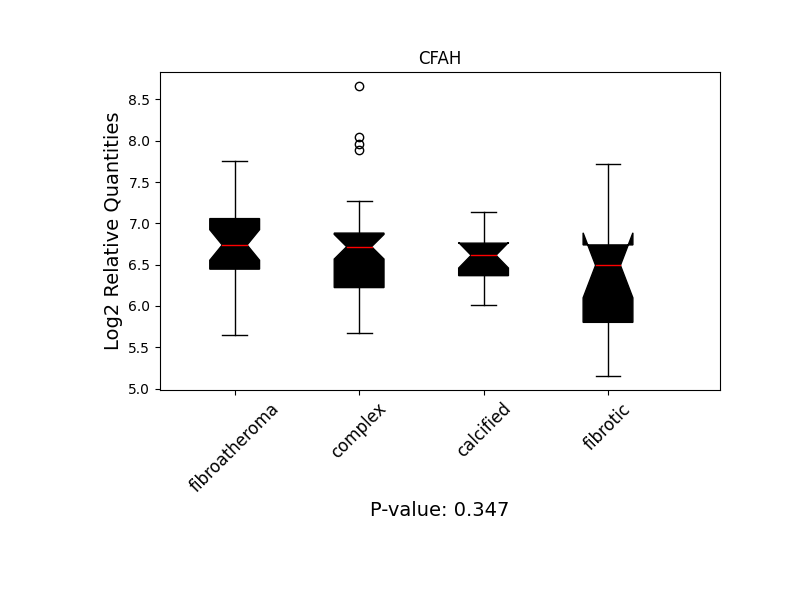 CFAH
Log2 Relative Quantities
8.5
8.0
7.5
7.0
6.5
6.0
5.5
5.0
fibroatheroma
complex
calcified
fibrotic
P-value: 0.347